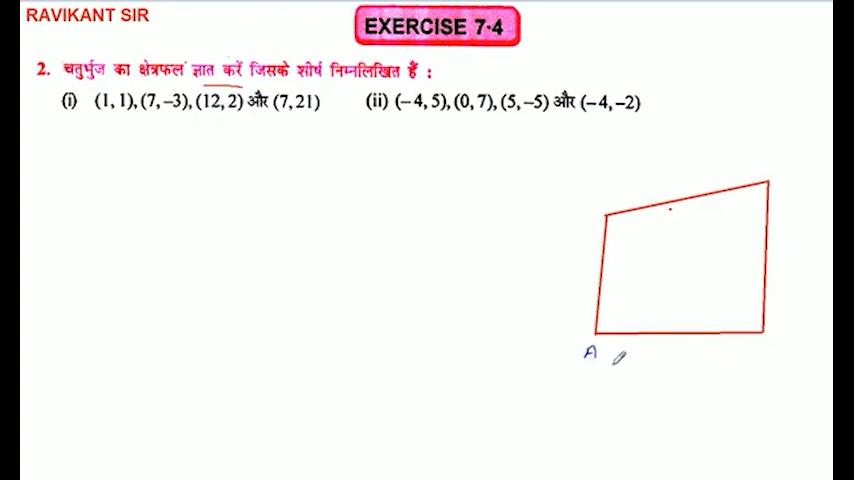 RAVIKANT SIR
EXERCISE 7·4
2. चतुर्भुज का क्षेत्रफल ज्ञात करें जिसके शीर्ष निम्नलिखित हैं :
(i) (1, 1), (7, –3), (12, 2) और (7, 21) (ii) (– 4, 5), (0, 7), (5, –5) और (– 4, –2)
A